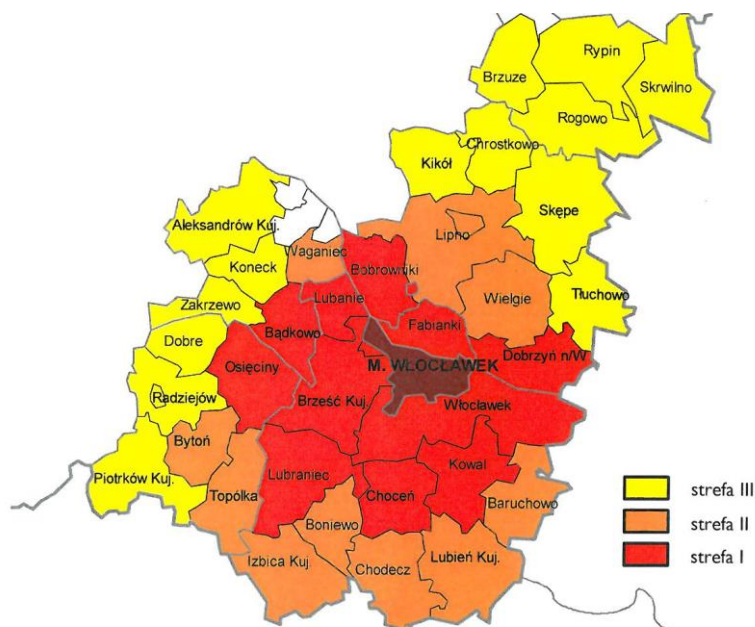 Rypin
Brzuze
Skrwilno
Rogowo
Chrostkowo
Kikół
Skępe
Aleksandrów Kuj.
Lipno
Waganiec
Koneck
Bobrowniki
Wielgie
Tłuchowo
Zakrzewo
Lubanie
Fabianki
Bądkowo
Dobre
Osięciny
M. WŁOCŁAWEK
Dobrzyń n/W
Radziejów
Brześć Kuj.
Włocławek
Bytoń
Piotrków Kuj.
Topólka
Lubraniec
Choceń
Kowal
Baruchowo
Boniewo
Izbica Kuj.
Chodecz
Lubień Kuj.
strefa III
strefa II
strefa I